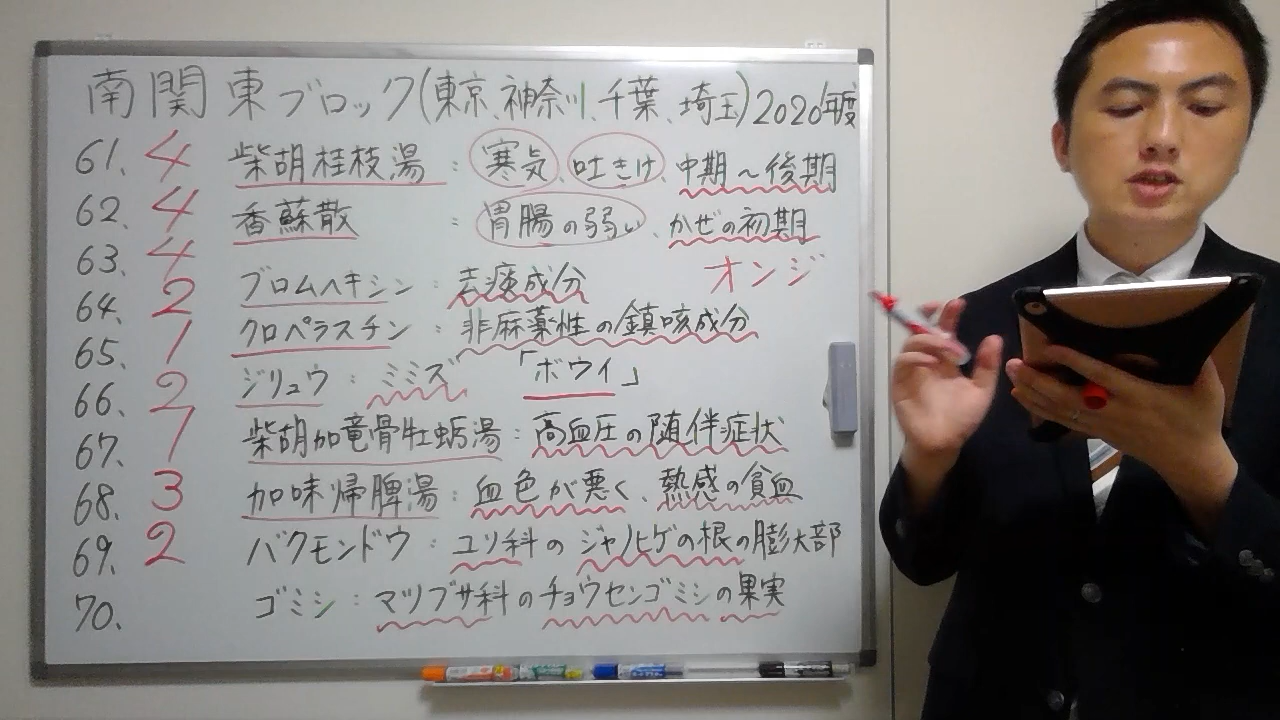 南関東ブロック(東京、神奈川、千葉、埼玉)2020年度
61. 4 柴胡桂枝湯：寒気、吐きけ、中期～後期
62. 4 香蘇散：胃腸の弱い、かぜの初期
63. 4 オンジ
64. 2 ブロムヘキシン：去痰成分
65. 1 クロペラスチン：非麻薬性の鎮咳成分
66. 2 ジリュウ：ミミズ 「ボウイ」
67. 1 柴胡加竜骨牡蛎湯：高血圧の随伴症状
68. 3 加味帰脾湯：血色が悪く、熱感の貧血
69. 2 バクモンドウ：ユリ科のジャノヒゲの根の膨大部
70. ゴミシ：マツブサ科のチョウセンゴミシの果実